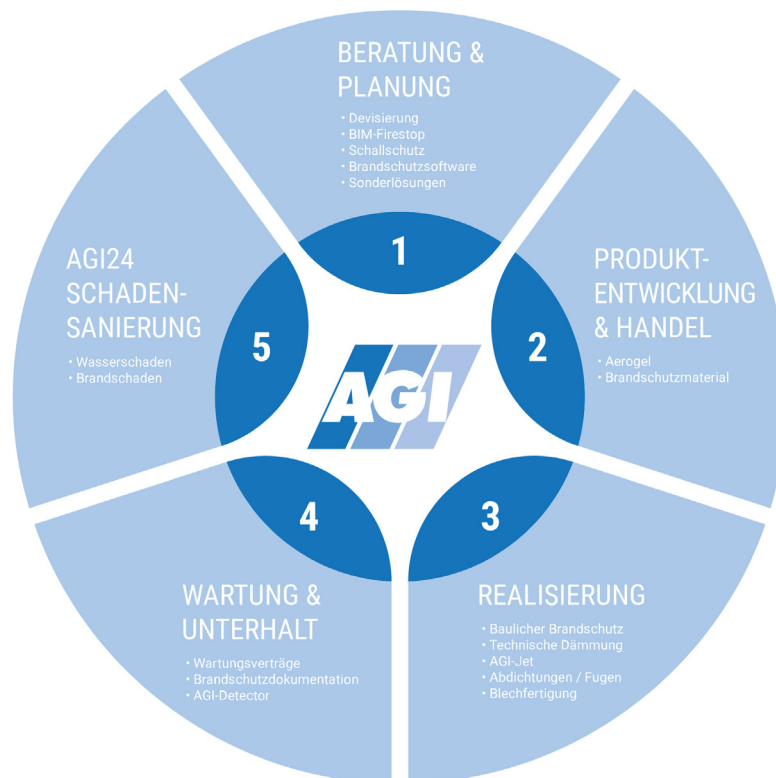 BERATUNG &
PLANUNG
• Devisierung
• BIM-Firestop
• Schallschutz
• Brandschutzsoftware
• Sonderlösungen
1
PRODUKT-
ENTWICKLUNG
& HANDEL
• Aerogel
• Brandschutzmaterial
2
REALISIERUNG
• Baulicher Brandschutz
• Technische Dämmung
• AGI-Jet
• Abdichtungen / Fugen
• Blechfertigung
3
WARTUNG &
UNTERHALT
• Wartungsverträge
• Brandschutzdokumentation
• AGI-Detector
4
AGI24
SCHADEN-
SANIERUNG
• Wasserschaden
• Brandschaden
5
AGI